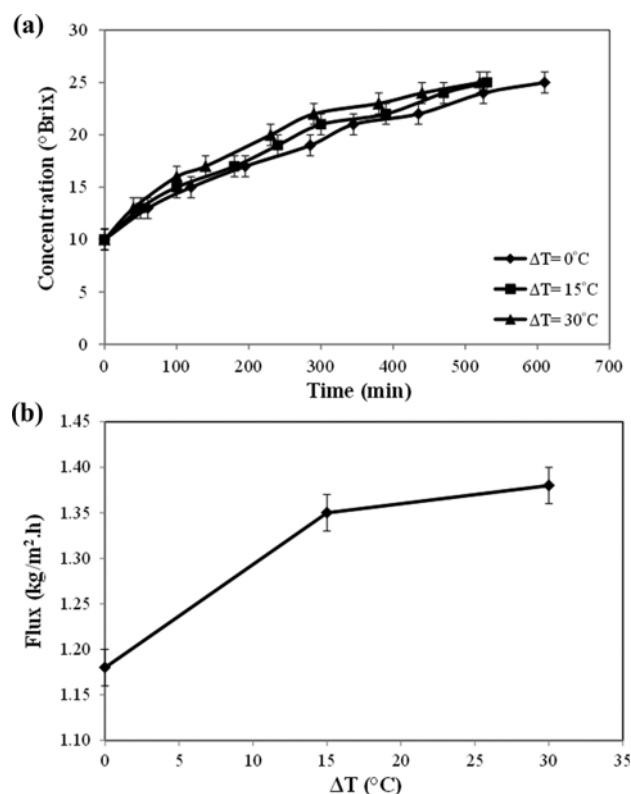 (a)
Concentration (°Brix)
30
25
20
15
10
5
0
ΔT= 0°C
ΔT= 15°C
ΔT= 30°C
0 100 200 300 400 500 600 700
Time (min)
(b)
Flux (kg/m².h)
1.45
1.40
1.35
1.30
1.25
1.20
1.15
1.10
0 5 10 15 20 25 30 35
ΔT (°C)